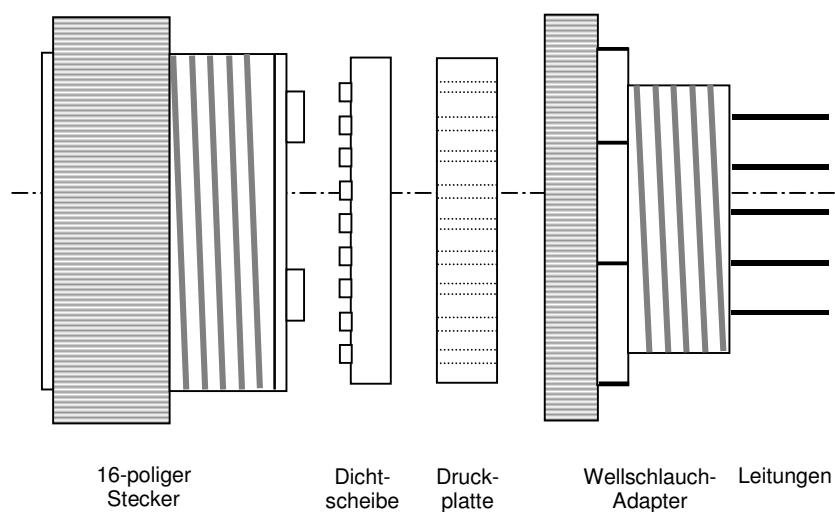 16-poliger
Stecker
Dicht-
scheibe
Druck-
platte
Wellschlauch-
Adapter
Leitungen